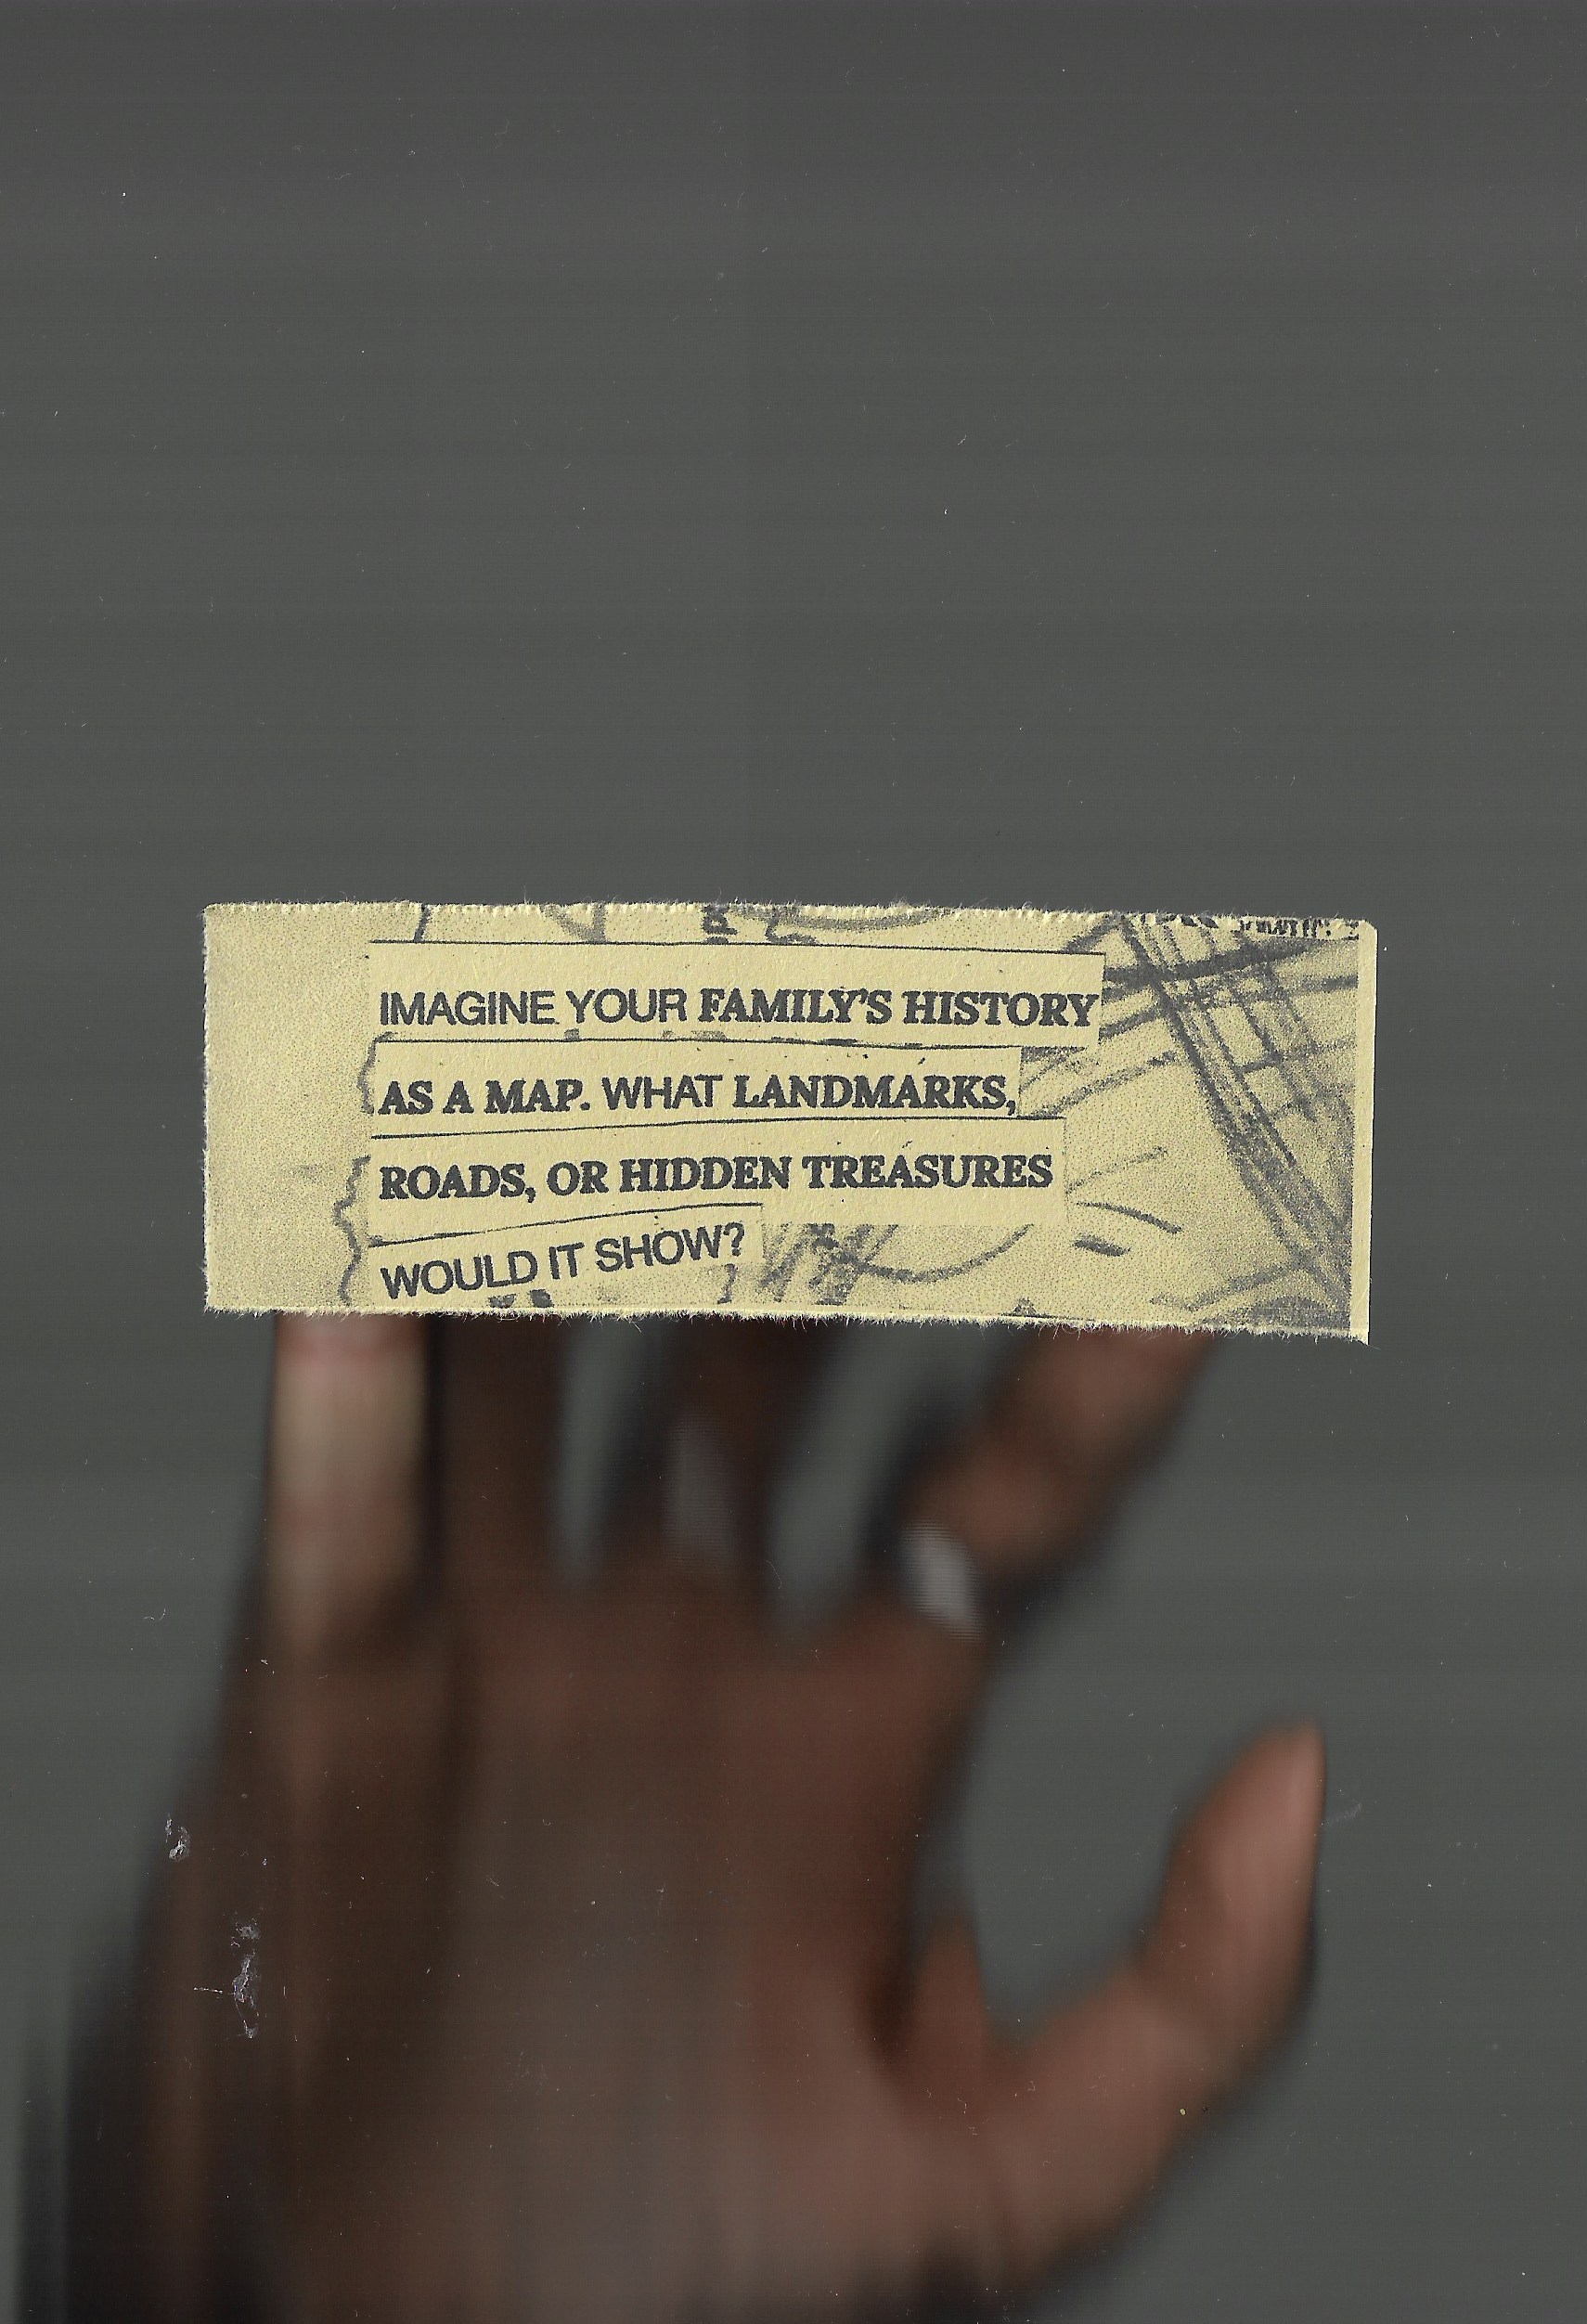 IMAGINE YOUR FAMILY'S HISTORY
AS A MAP. WHAT LANDMARKS,
ROADS, OR HIDDEN TREASURES
WOULD IT SHOW?